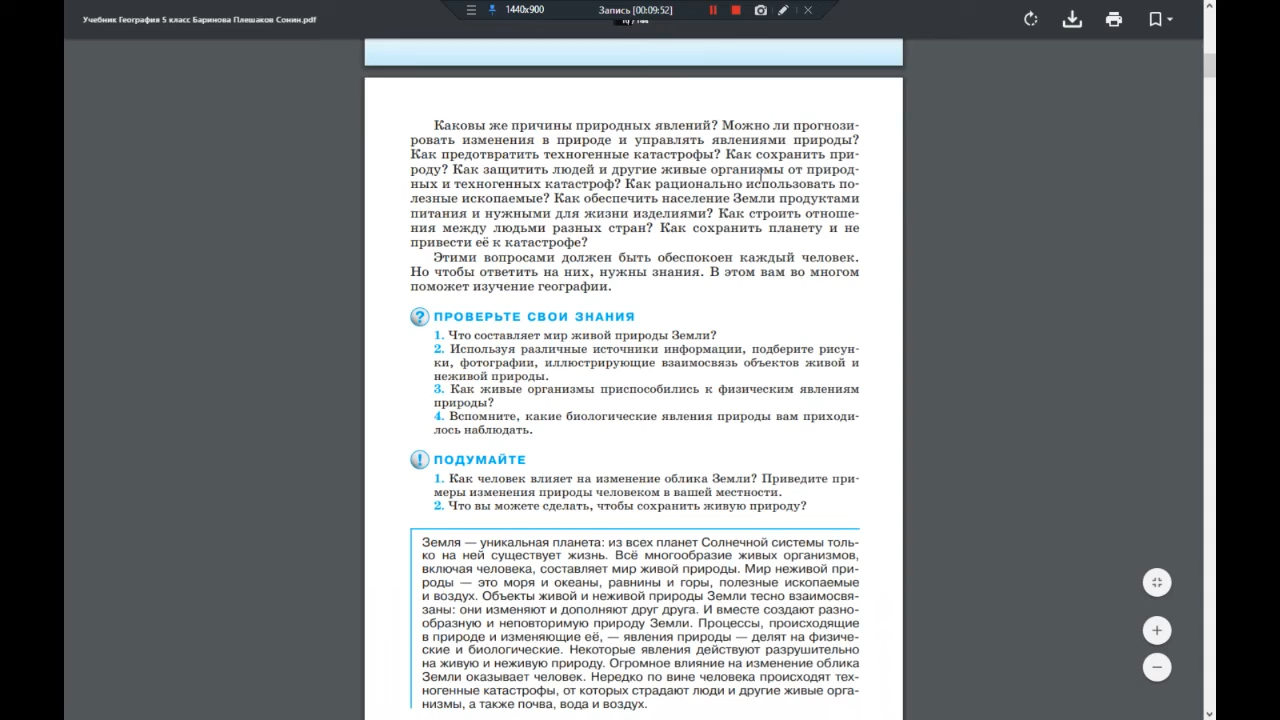 Учебник География 5 класс Баринова Плешаков Сонин.pdf
1440x900
Запись [00:09:52]
Каковы же причины природных явлений? Можно ли прогнози-
ровать изменения в природе и управлять явлениями природы?
Как предотвратить техногенные катастрофы? Как сохранить при-
роду? Как защитить людей и другие живые организмы от природ-
ных и техногенных катастроф? Как рационально использовать по-
лезные ископаемые? Как обеспечить население Земли продуктами
питания и нужными для жизни изделиями? Как строить отноше-
ния между людьми разных стран? Как сохранить планету и не
привести её к катастрофе?
Этими вопросами должен быть обеспокоен каждый человек.
Но чтобы ответить на них, нужны знания. В этом вам во многом
поможет изучение географии.
? ПРОВЕРЬТЕ СВОИ ЗНАНИЯ
1. Что составляет мир живой природы Земли?
2. Используя различные источники информации, подберите рисун-
ки, фотографии, иллюстрирующие взаимосвязь объектов живой и
неживой природы.
3. Как живые организмы приспособились к физическим явлениям
природы?
4. Вспомните, какие биологические явления природы вам приходи-
лось наблюдать.
! ПОДУМАЙТЕ
1. Как человек влияет на изменение облика Земли? Приведите при-
меры изменения природы человеком в вашей местности.
2. Что вы можете сделать, чтобы сохранить живую природу?
Земля — уникальная планета: из всех планет Солнечной системы толь-
ко на ней существует жизнь. Всё многообразие живых организмов,
включая человека, составляет мир живой природы. Мир неживой при-
роды — это моря и океаны, равнины и горы, полезные ископаемые
и воздух. Объекты живой и неживой природы Земли тесно взаимосвя-
заны: они изменяют и дополняют друг друга. И вместе создают разно-
образную и неповторимую природу Земли. Процессы, происходящие
в природе и изменяющие её, — явления природы — делят на физиче-
ские и биологические. Некоторые явления действуют разрушительно
на живую и неживую природу. Огромное влияние на изменение облика
Земли оказывает человек. Нередко по вине человека происходят тех-
ногенные катастрофы, от которых страдают люди и другие живые орга-
низмы, а также почва, вода и воздух.